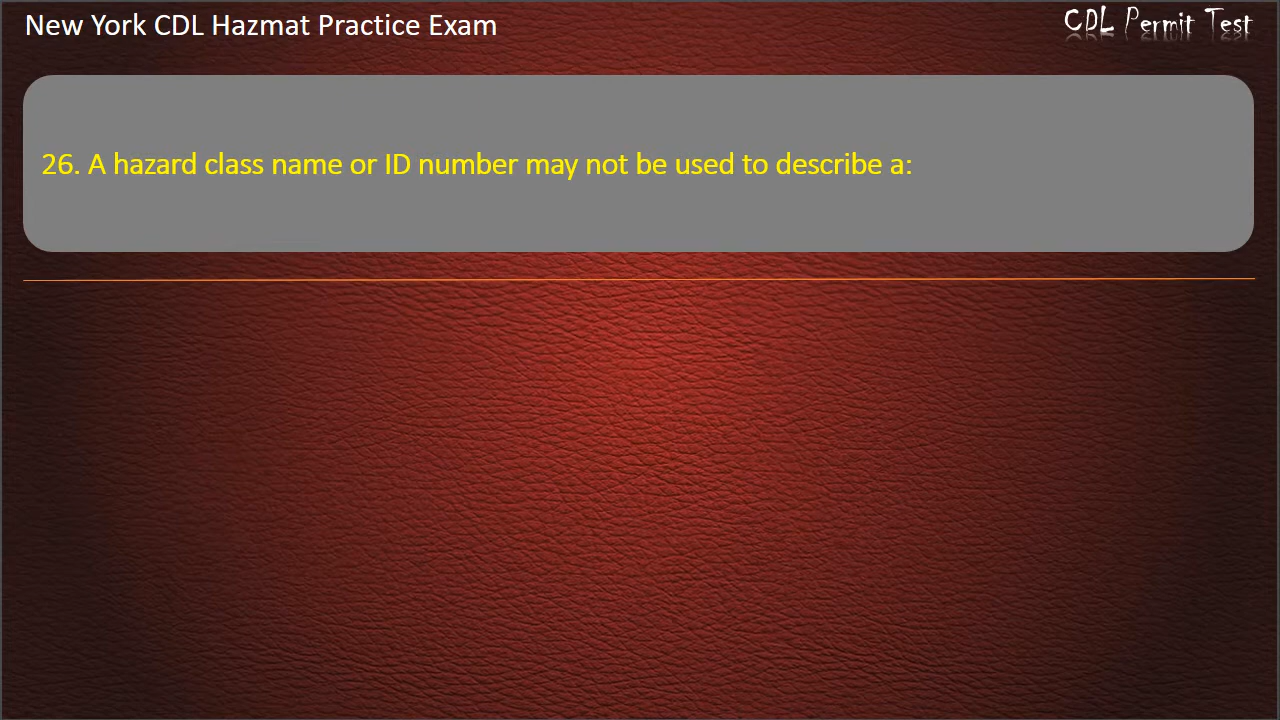 New York CDL Hazmat Practice Exam
CDL Permit Test
26. A hazard class name or ID number may not be used to describe a: